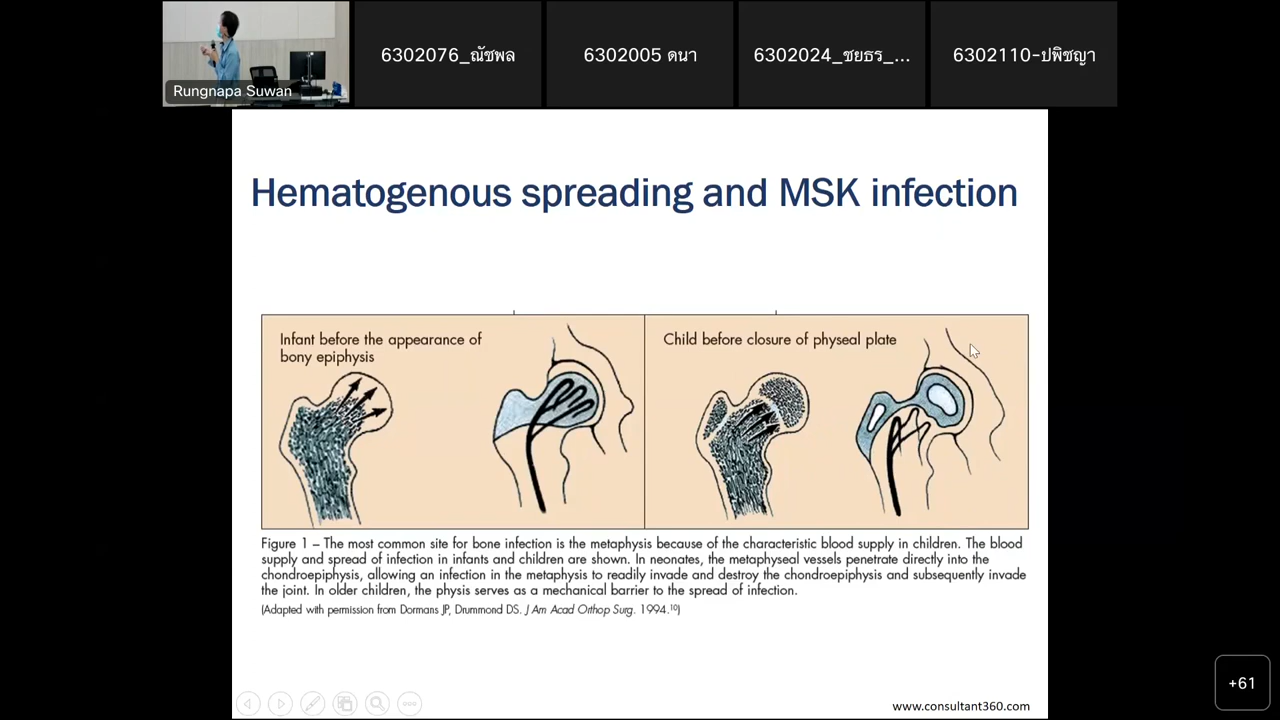 Rungnapa Suwan
6302076_ณัชพล
6302005 ดนา
6302024_ชยธร_...
6302110-ปพิชญา
Hematogenous spreading and MSK infection
Infant before the appearance of
bony epiphysis
Child before closure of physeal plate
Figure 1 – The most common site for bone infection is the metaphysis because of the characteristic blood supply in children. The blood
supply and spread of infection in infants and children are shown. In neonates, the metaphyseal vessels penetrate directly into the
chondroepiphysis, allowing an infection in the metaphysis to readily invade and destroy the chondroepiphysis and subsequently invade
the joint. In older children, the physis serves as a mechanical barrier to the spread of infection.
(Adapted with permission from Dormans JP, Drummond DS. J Am Acad Orthop Surg. 1994.¹⁰)
www.consultant360.com
+61